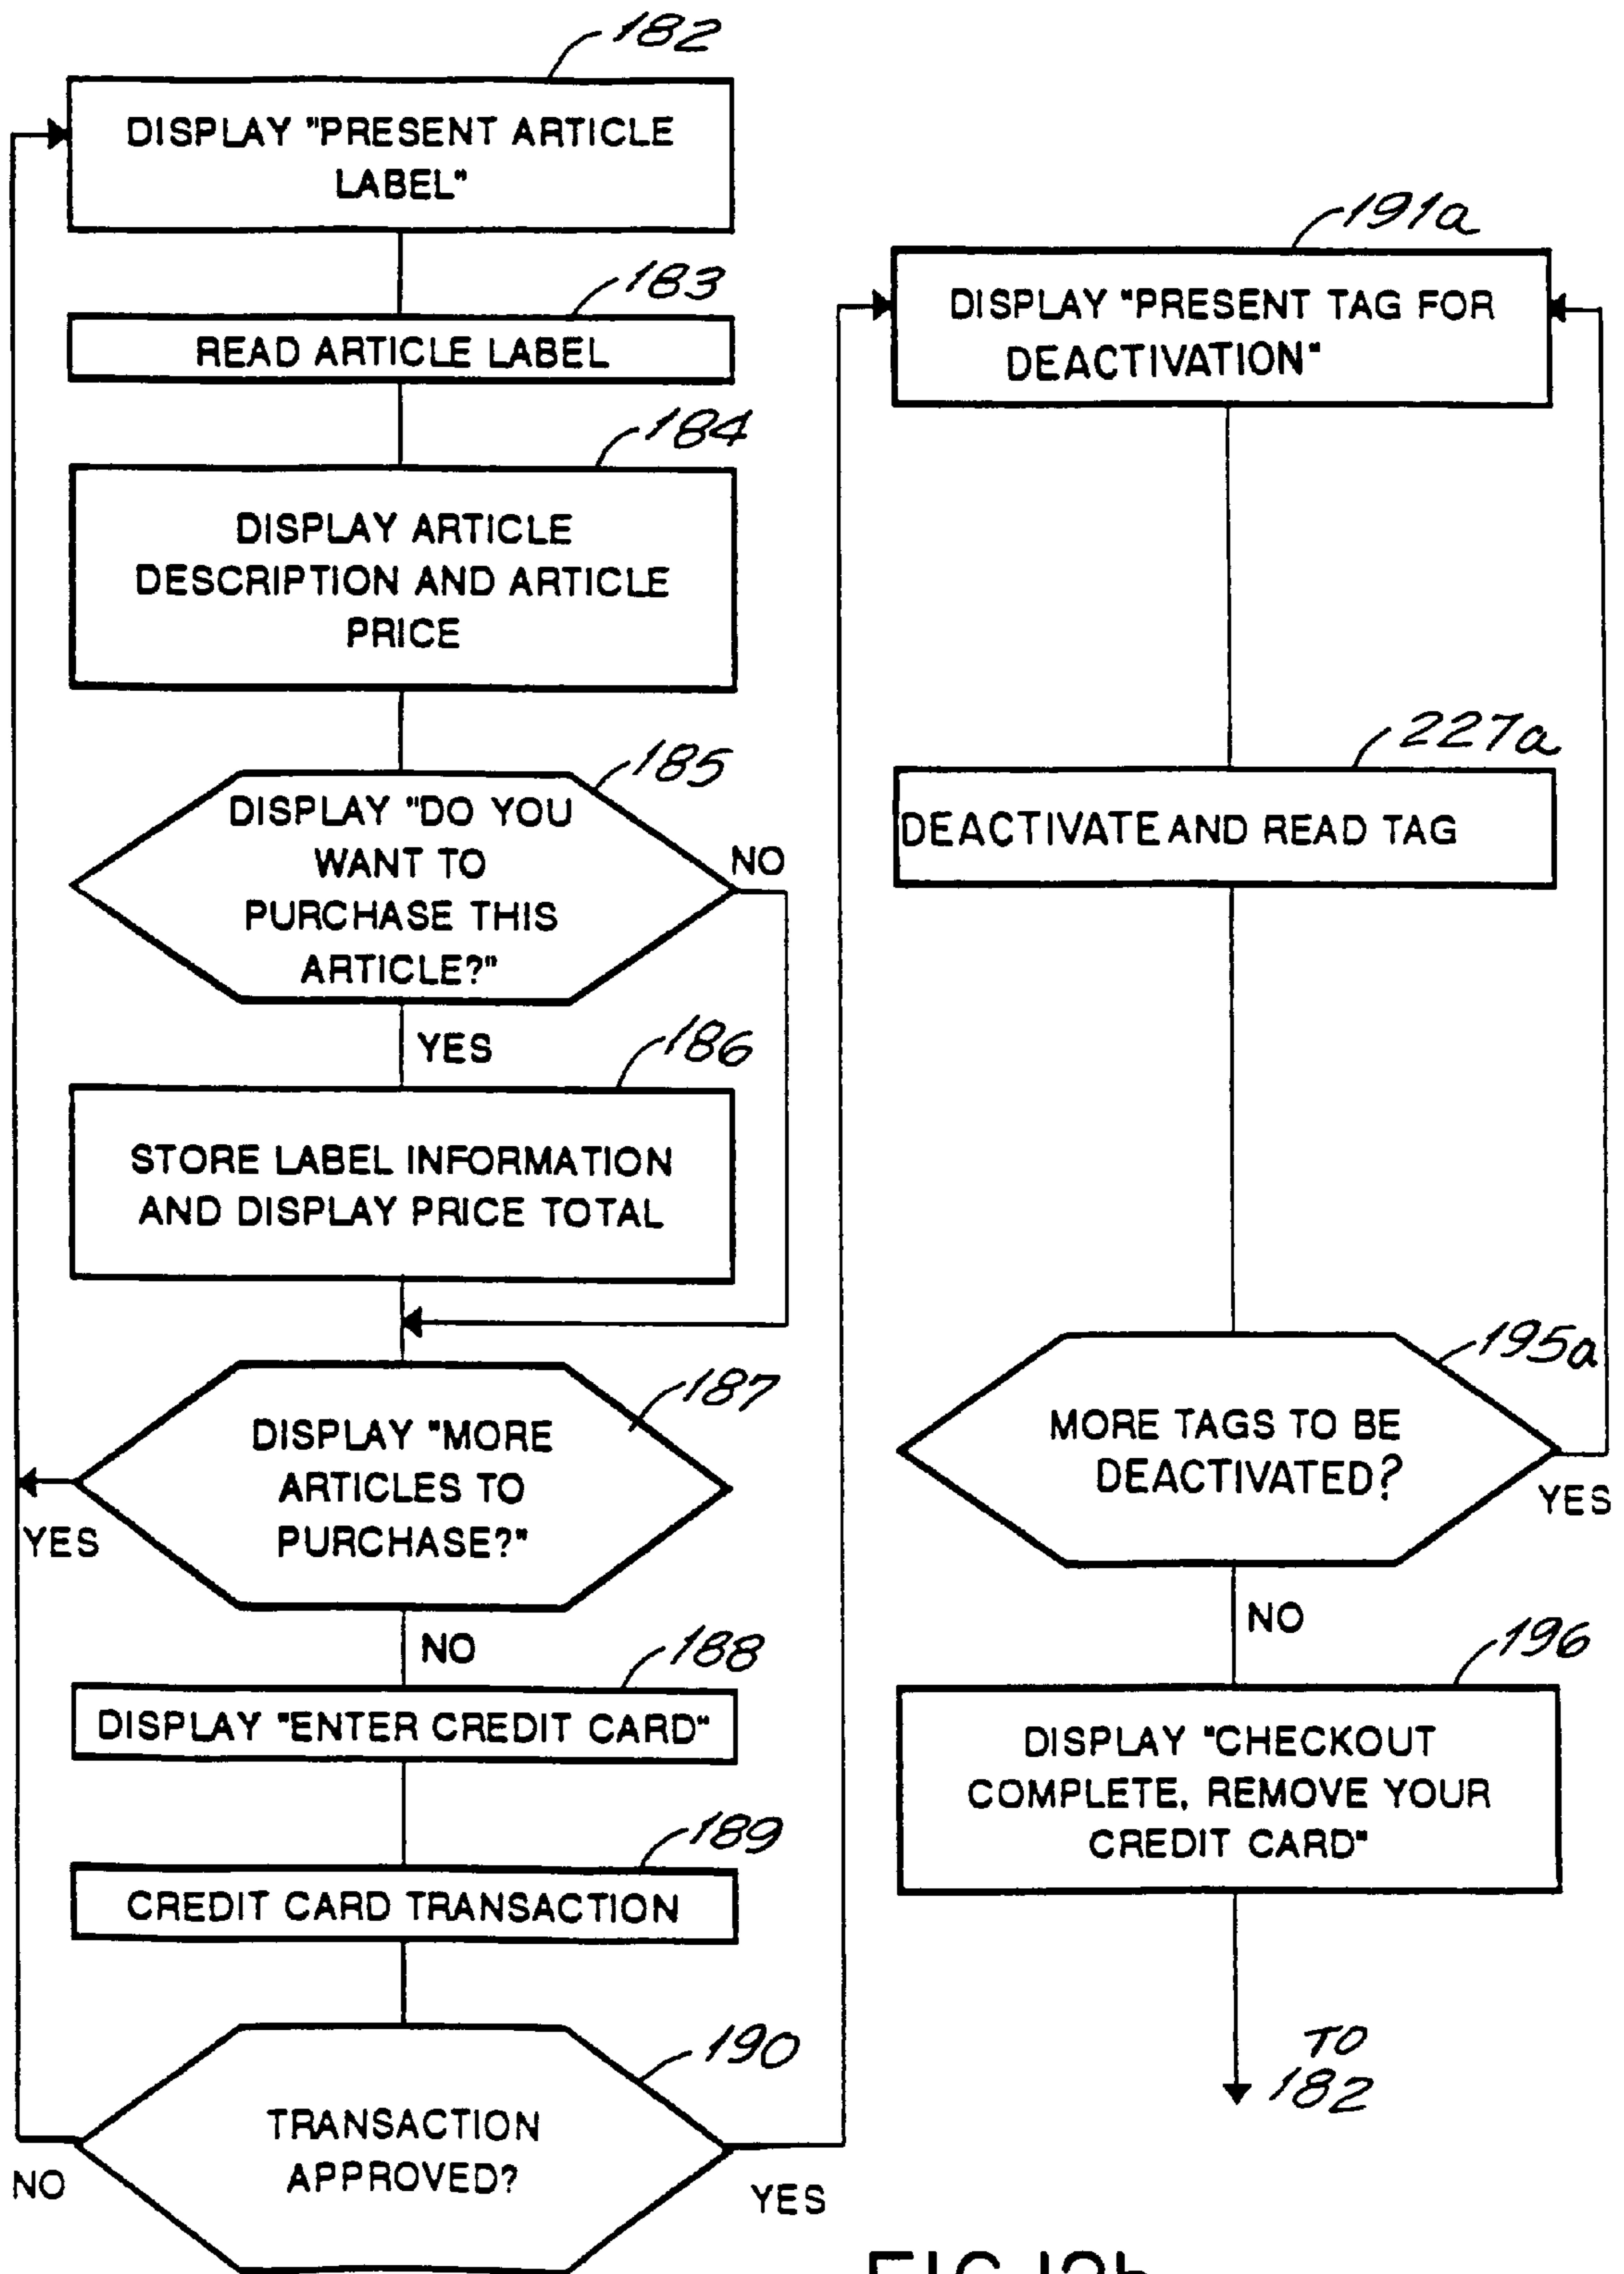 182
DISPLAY "PRESENT ARTICLE
LABEL"
183
READ ARTICLE LABEL
184
DISPLAY ARTICLE
DESCRIPTION AND ARTICLE
PRICE
185
DISPLAY "DO YOU
WANT TO
PURCHASE THIS
ARTICLE?"
NO
YES
186
STORE LABEL INFORMATION
AND DISPLAY PRICE TOTAL
187
DISPLAY "MORE
ARTICLES TO
PURCHASE?"
YES
NO
188
DISPLAY "ENTER CREDIT CARD"
189
CREDIT CARD TRANSACTION
190
TRANSACTION
APPROVED?
NO
YES
191a
DISPLAY "PRESENT TAG FOR
DEACTIVATION"
227a
DEACTIVATE AND READ TAG
195a
MORE TAGS TO BE
DEACTIVATED?
YES
NO
196
DISPLAY "CHECKOUT
COMPLETE, REMOVE YOUR
CREDIT CARD"
TO
182